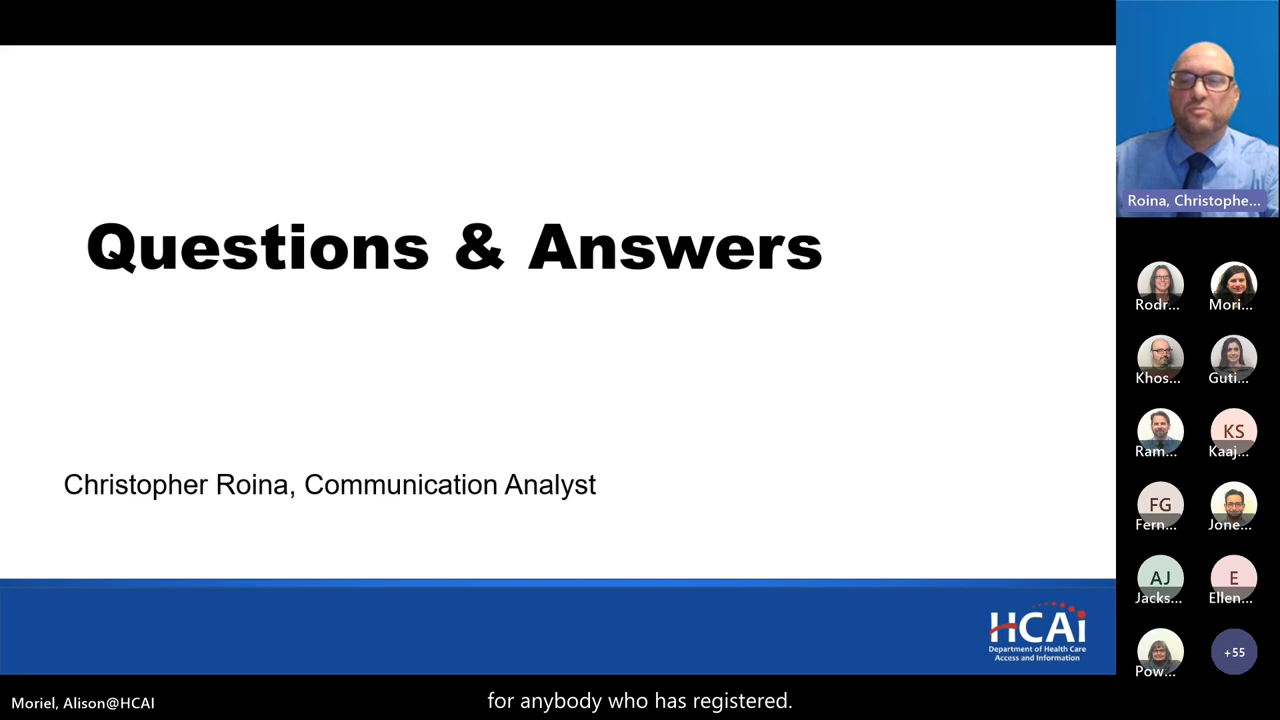 Questions & Answers
Christopher Roina, Communication Analyst
HCAi
Department of Health Care
Access and Information
Roina, Christophe...
Rodr...
Mori...
Khos...
Guti...
Ram...
KS
Kaaj...
FG
Fern...
Jone...
AJ
Jacks...
E
Ellen...
Pow...
+55
Moriel, Alison@HCAI
for anybody who has registered.